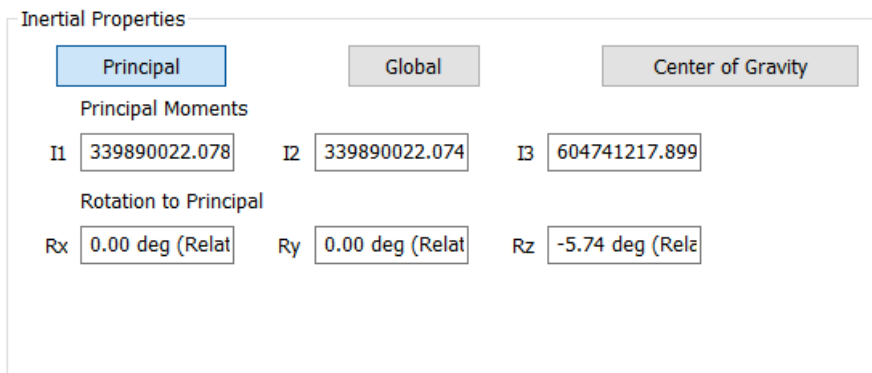 Inertial Properties
Principal Global Center of Gravity
Principal Moments
I1 339890022.078 I2 339890022.074 I3 604741217.899
Rotation to Principal
Rx 0.00 deg (Relat Ry 0.00 deg (Relat Rz -5.74 deg (Rela